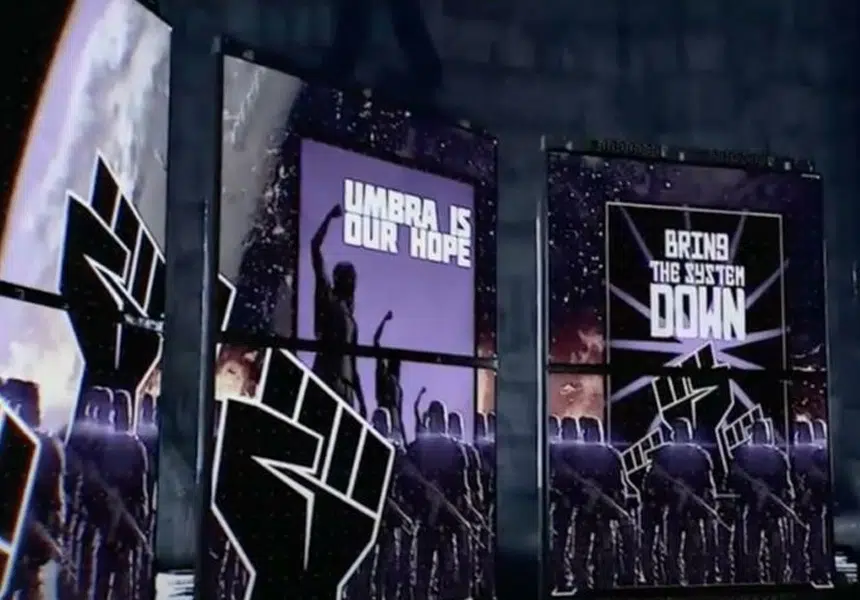 UMBRA IS
OUR HOPE
BRING
THE SYSTEM
DOWN